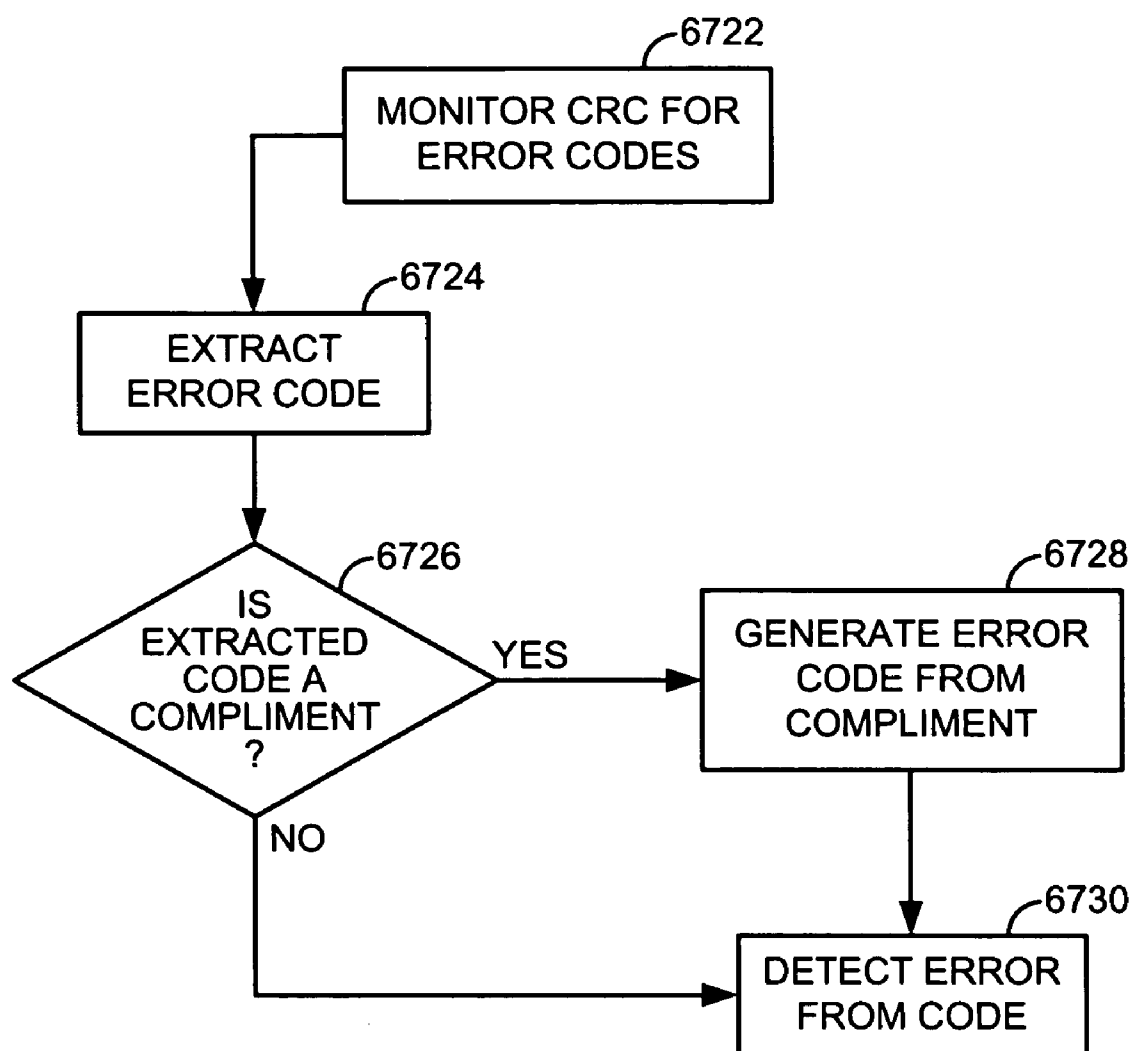 6722
MONITOR CRC FOR
ERROR CODES
6724
EXTRACT
ERROR CODE
6726
IS
EXTRACTED
CODE A
COMPLIMENT
?
YES
NO
6728
GENERATE ERROR
CODE FROM
COMPLIMENT
6730
DETECT ERROR
FROM CODE